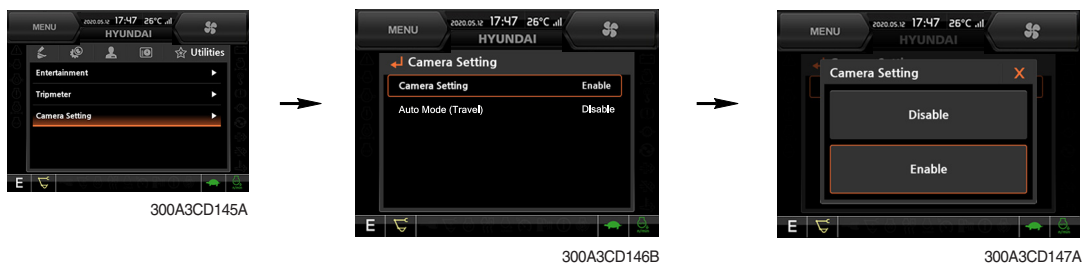 MENU
2020.05.12 17:47 26°C
HYUNDAI
Utilities
Entertainment
Tripmeter
Camera Setting
E
300A3CD145A
MENU
2020.05.12 17:47 26°C
HYUNDAI
Camera Setting
Camera Setting Enable
Auto Mode (Travel) Disable
E
300A3CD146B
MENU
2020.05.12 17:47 26°C
HYUNDAI
Camera Setting X
Disable
Enable
E
300A3CD147A